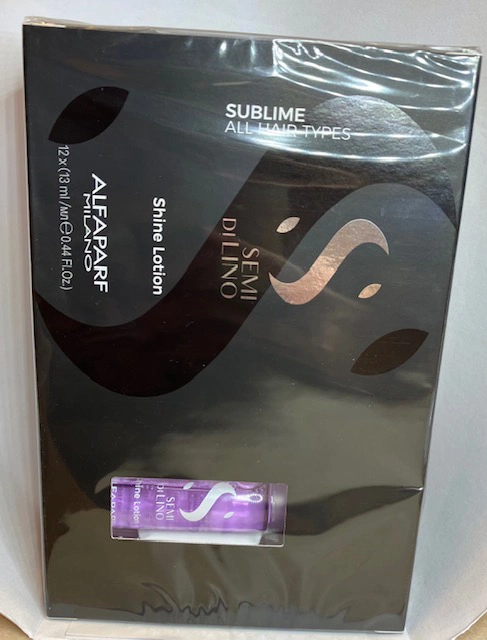 SUBLIME
ALL HAIR TYPES
SEMI
DI LINO
Shine Lotion
ALFAPARF
MILANO
12 x (13 ml /мл℮0.44 Fl.Oz.)
SEMI
DI LINO
Shine Lotion